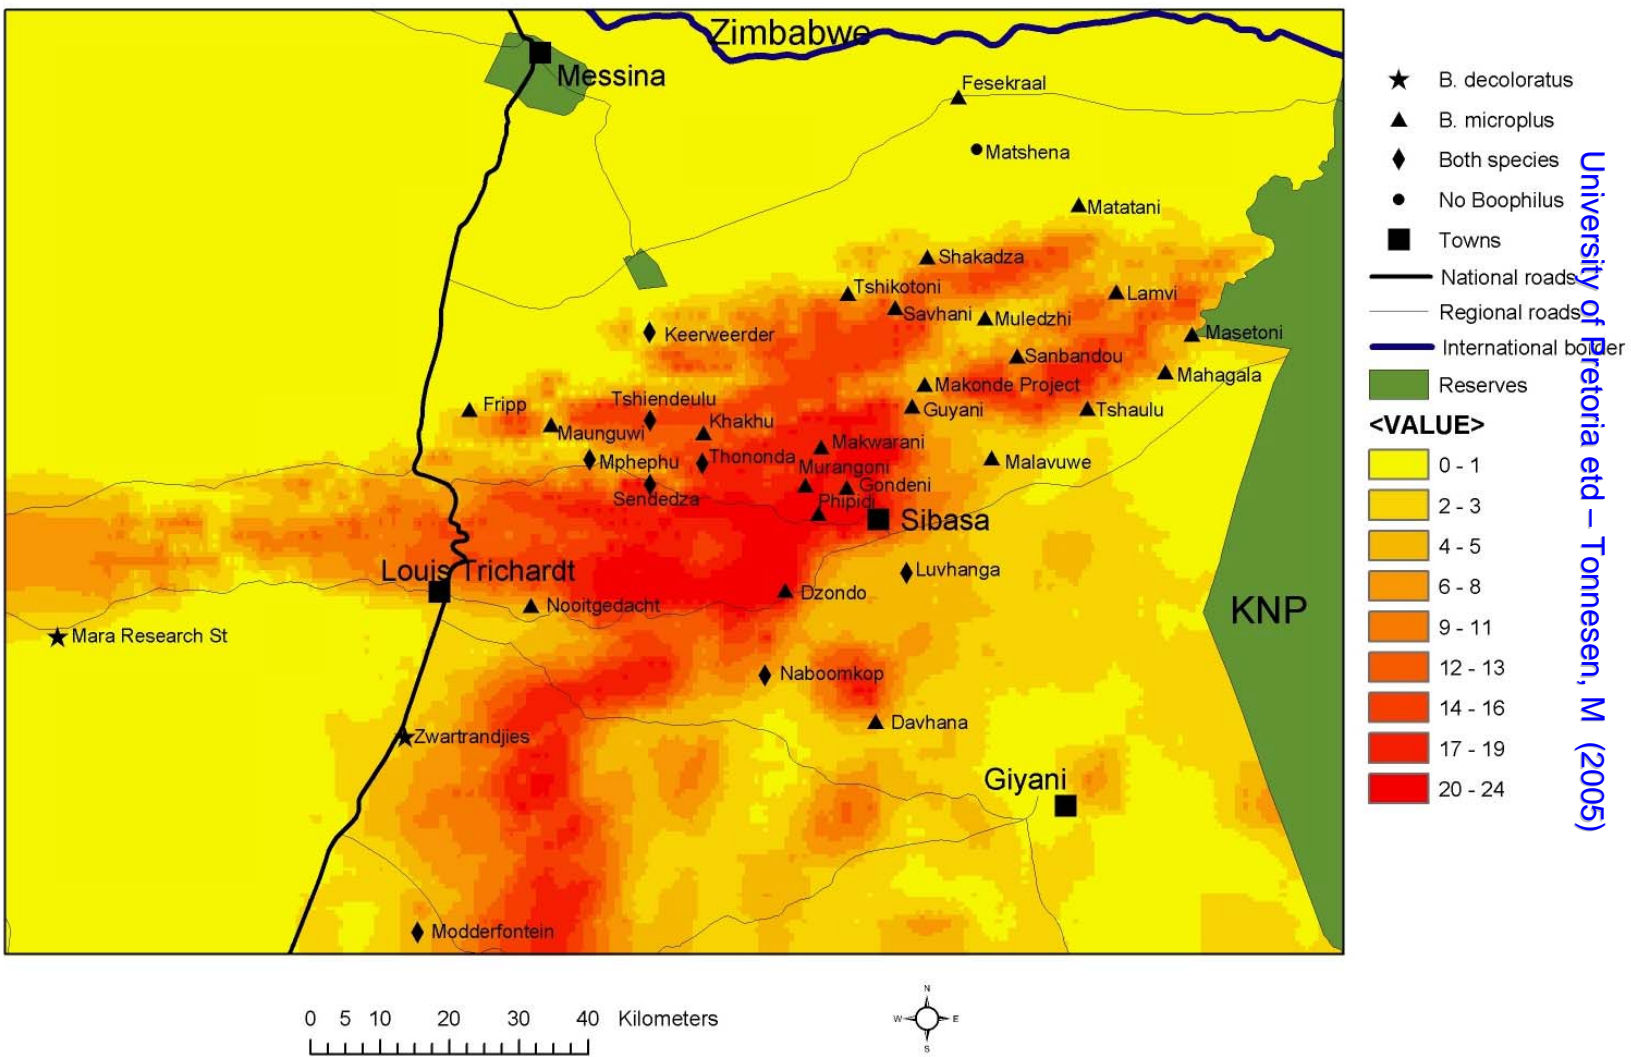 Zimbabwe
Messina
Fesekraal
Matshena
Matatani
Shakadza
Tshikotoni
Lamvi
Savhani
Muledzhi
Keerweerder
Masetoni
Sanbandou
Mahagala
Makonde Project
Tshiendeulu
Fripp
Guyani
Tshaulu
Khakhu
Maunguwi
Makwarani
Mphephu
Thononda
Murangoni
Malavuwe
Sendedza
Gondeni
Phipidi
Sibasa
Louis Trichardt
Luvhanga
Dzondo
Nooitgedacht
KNP
Mara Research St
Naboomkop
Davhana
Zwartrandjies
Giyani
Modderfontein
B. decoloratus
B. microplus
Both species
No Boophilus
Towns
National roads
Regional roads
International border
Reserves
<VALUE>
0 - 1
2 - 3
4 - 5
6 - 8
9 - 11
12 - 13
14 - 16
17 - 19
20 - 24
University of Pretoria etd – Tonnesen, M (2005)
0 5 10 20 30 40 Kilometers
N
W E
S